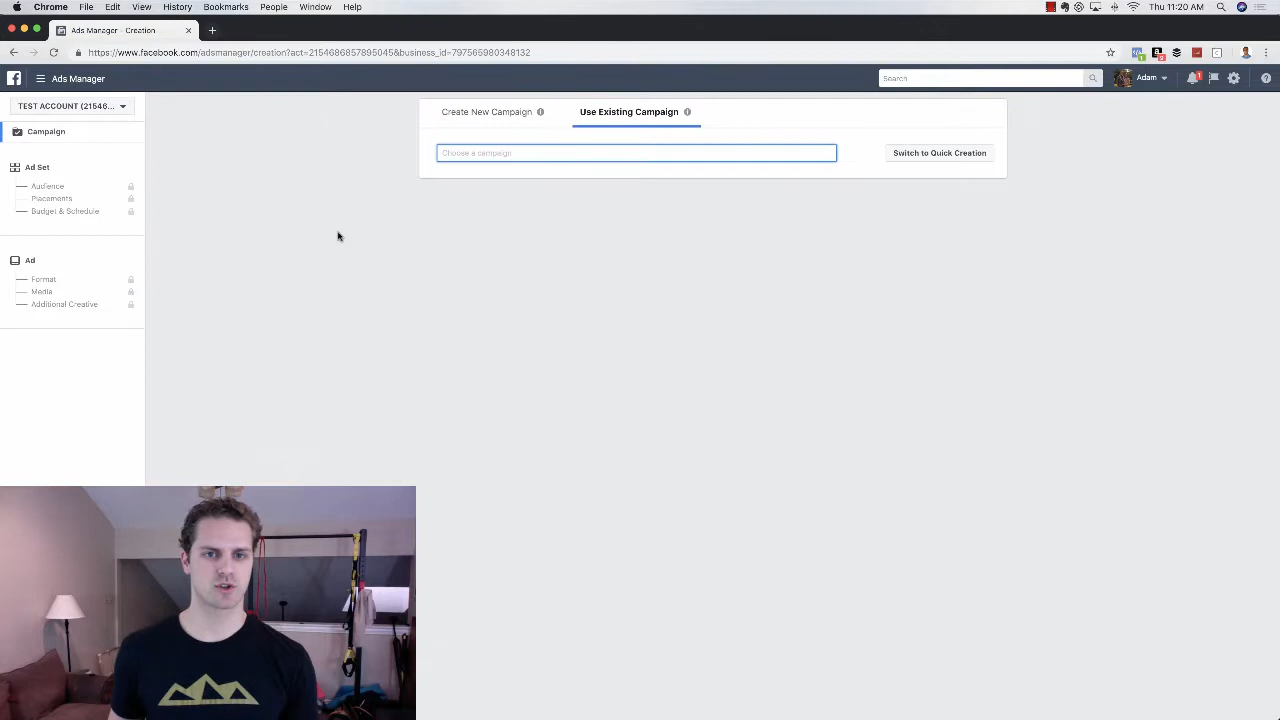 Chrome File Edit View History Bookmarks People Window Help Thu 11:20 AM
Ads Manager - Creation
https://www.facebook.com/adsmanager/creation?act=2154686857895045&business_id=797565980348132
Ads Manager Search Adam
TEST ACCOUNT (21546...
Create New Campaign Use Existing Campaign
Campaign
Choose a campaign Switch to Quick Creation
Ad Set
Audience
Placements
Budget & Schedule
Ad
Format
Media
Additional Creative